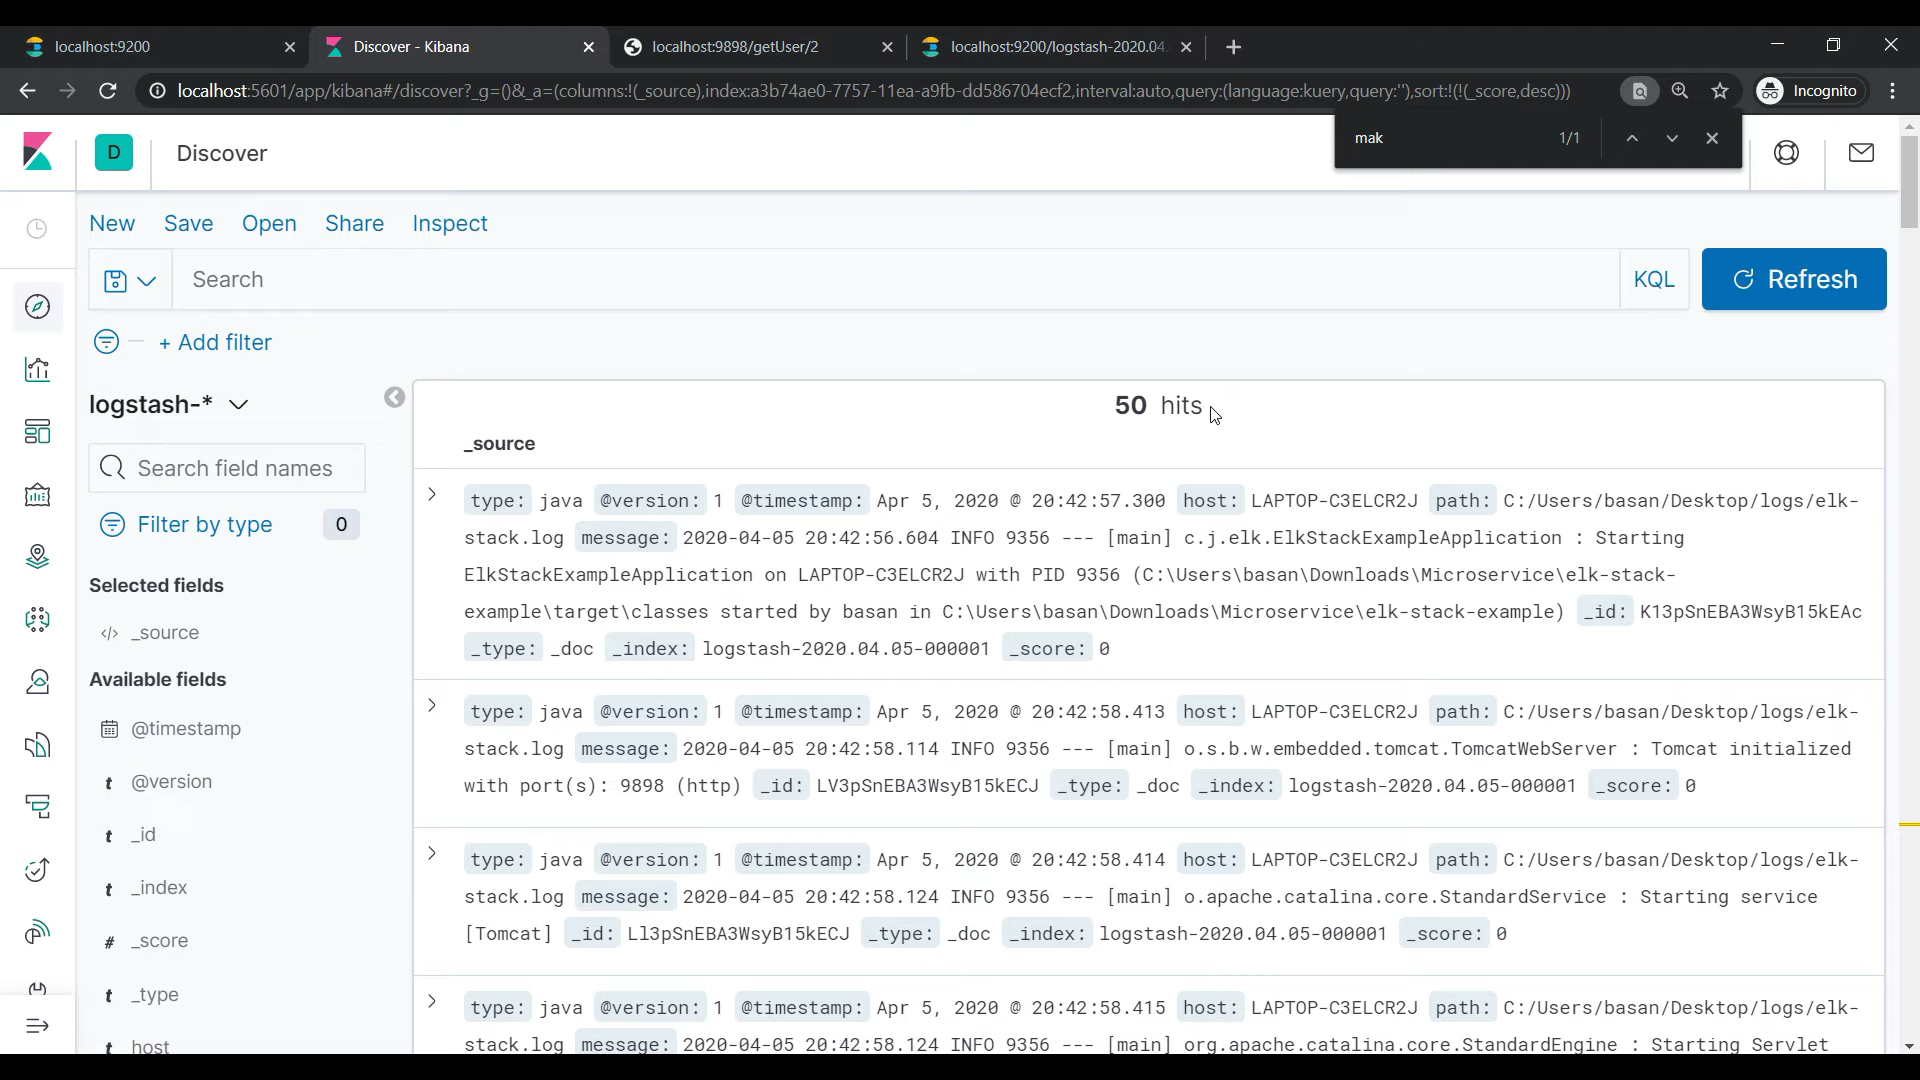 localhost:9200
Discover - Kibana
localhost:9898/getUser/2
localhost:9200/logstash-2020.04.
localhost:5601/app/kibana#/discover?_g=()&_a=(columns:!(_source),index:a3b74ae0-7757-11ea-a9fb-dd586704ecf2,interval:auto,query:(language:kuery,query:''),sort:!(!(_score,desc)))
Incognito
mak
1/1
D
Discover
New
Save
Open
Share
Inspect
Search
KQL
Refresh
+ Add filter
logstash-*
Search field names
Filter by type
0
Selected fields
_source
Available fields
@timestamp
@version
_id
_index
_score
_type
host
50 hits
_source
type: java @version: 1 @timestamp: Apr 5, 2020 @ 20:42:57.300 host: LAPTOP-C3ELCR2J path: C:/Users/basan/Desktop/logs/elk-
stack.log message: 2020-04-05 20:42:56.604 INFO 9356 --- [main] c.j.elk.ElkStackExampleApplication : Starting
ElkStackExampleApplication on LAPTOP-C3ELCR2J with PID 9356 (C:\Users\basan\Downloads\Microservice\elk-stack-
example\target\classes started by basan in C:\Users\basan\Downloads\Microservice\elk-stack-example) _id: K13pSnEBA3WsyB15kEAc
_type: _doc _index: logstash-2020.04.05-000001 _score: 0
type: java @version: 1 @timestamp: Apr 5, 2020 @ 20:42:58.413 host: LAPTOP-C3ELCR2J path: C:/Users/basan/Desktop/logs/elk-
stack.log message: 2020-04-05 20:42:58.114 INFO 9356 --- [main] o.s.b.w.embedded.tomcat.TomcatWebServer : Tomcat initialized
with port(s): 9898 (http) _id: LV3pSnEBA3WsyB15kECJ _type: _doc _index: logstash-2020.04.05-000001 _score: 0
type: java @version: 1 @timestamp: Apr 5, 2020 @ 20:42:58.414 host: LAPTOP-C3ELCR2J path: C:/Users/basan/Desktop/logs/elk-
stack.log message: 2020-04-05 20:42:58.124 INFO 9356 --- [main] o.apache.catalina.core.StandardService : Starting service
[Tomcat] _id: Ll3pSnEBA3WsyB15kECJ _type: _doc _index: logstash-2020.04.05-000001 _score: 0
type: java @version: 1 @timestamp: Apr 5, 2020 @ 20:42:58.415 host: LAPTOP-C3ELCR2J path: C:/Users/basan/Desktop/logs/elk-
stack.log message: 2020-04-05 20:42:58.124 INFO 9356 --- [main] org.apache.catalina.core.StandardEngine : Starting Servlet